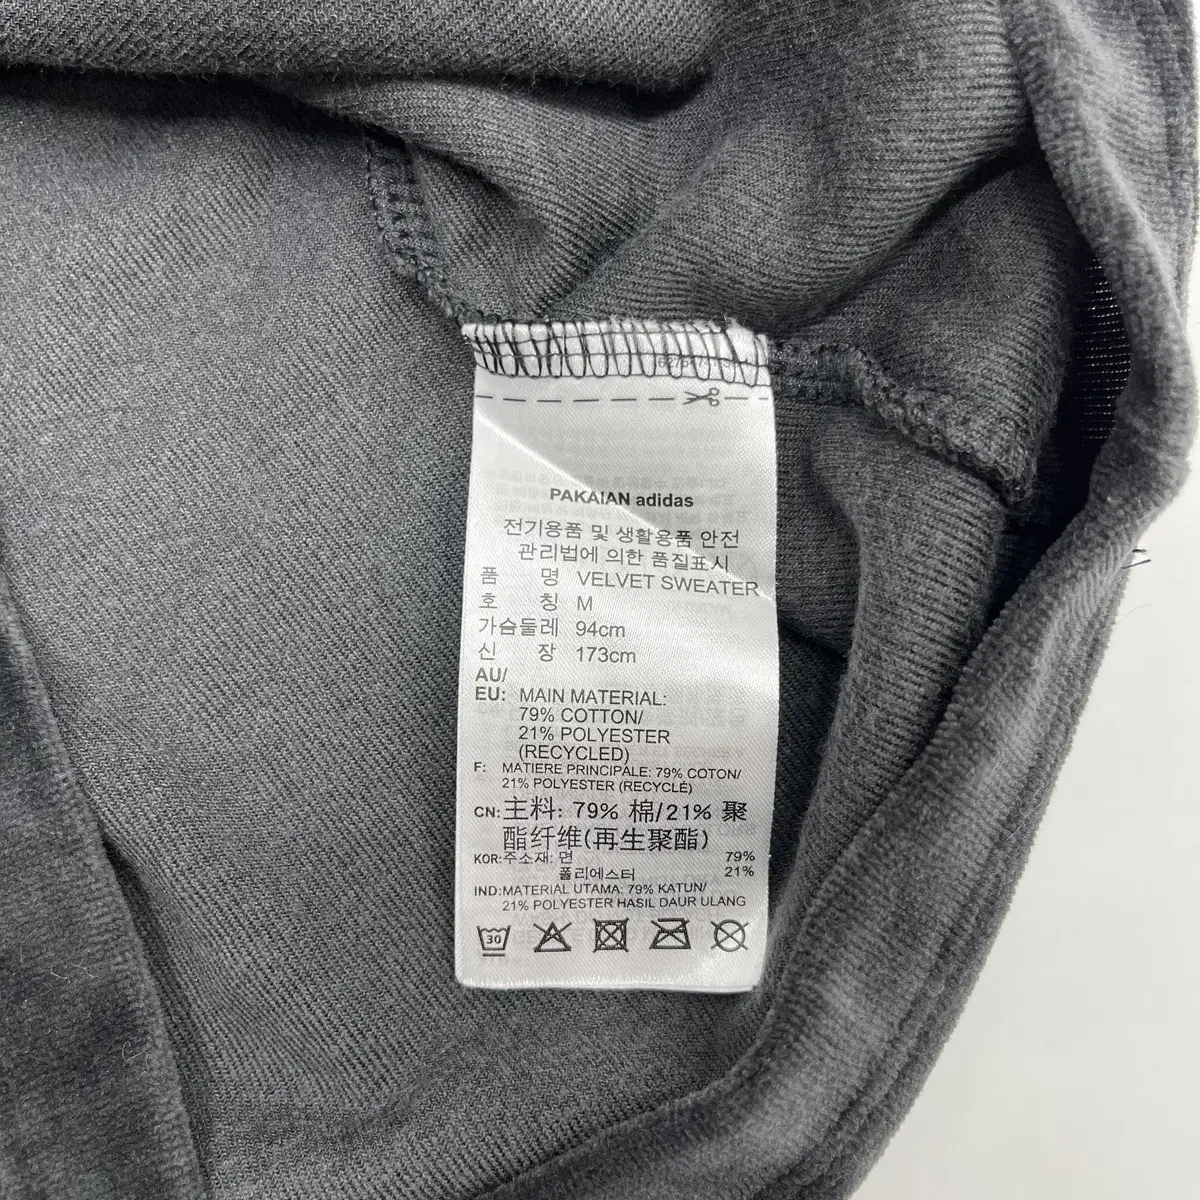 PAKAIAN adidas
전기용품 및 생활용품 안전
관리법에 의한 품질표시
품 명 VELVET SWEATER
호 칭 M
가슴둘레 94cm
신 장 173cm
AU/
EU: MAIN MATERIAL:
79% COTTON/
21% POLYESTER
(RECYCLED)
F: MATIERE PRINCIPALE: 79% COTON/
21% POLYESTER (RECYCLÉ)
CN: 主料: 79% 棉/21% 聚
酯纤维(再生聚酯)
KOR: 주소재: 면 79%
폴리에스터 21%
IND: MATERIAL UTAMA: 79% KATUN/
21% POLYESTER HASIL DAUR ULANG
30